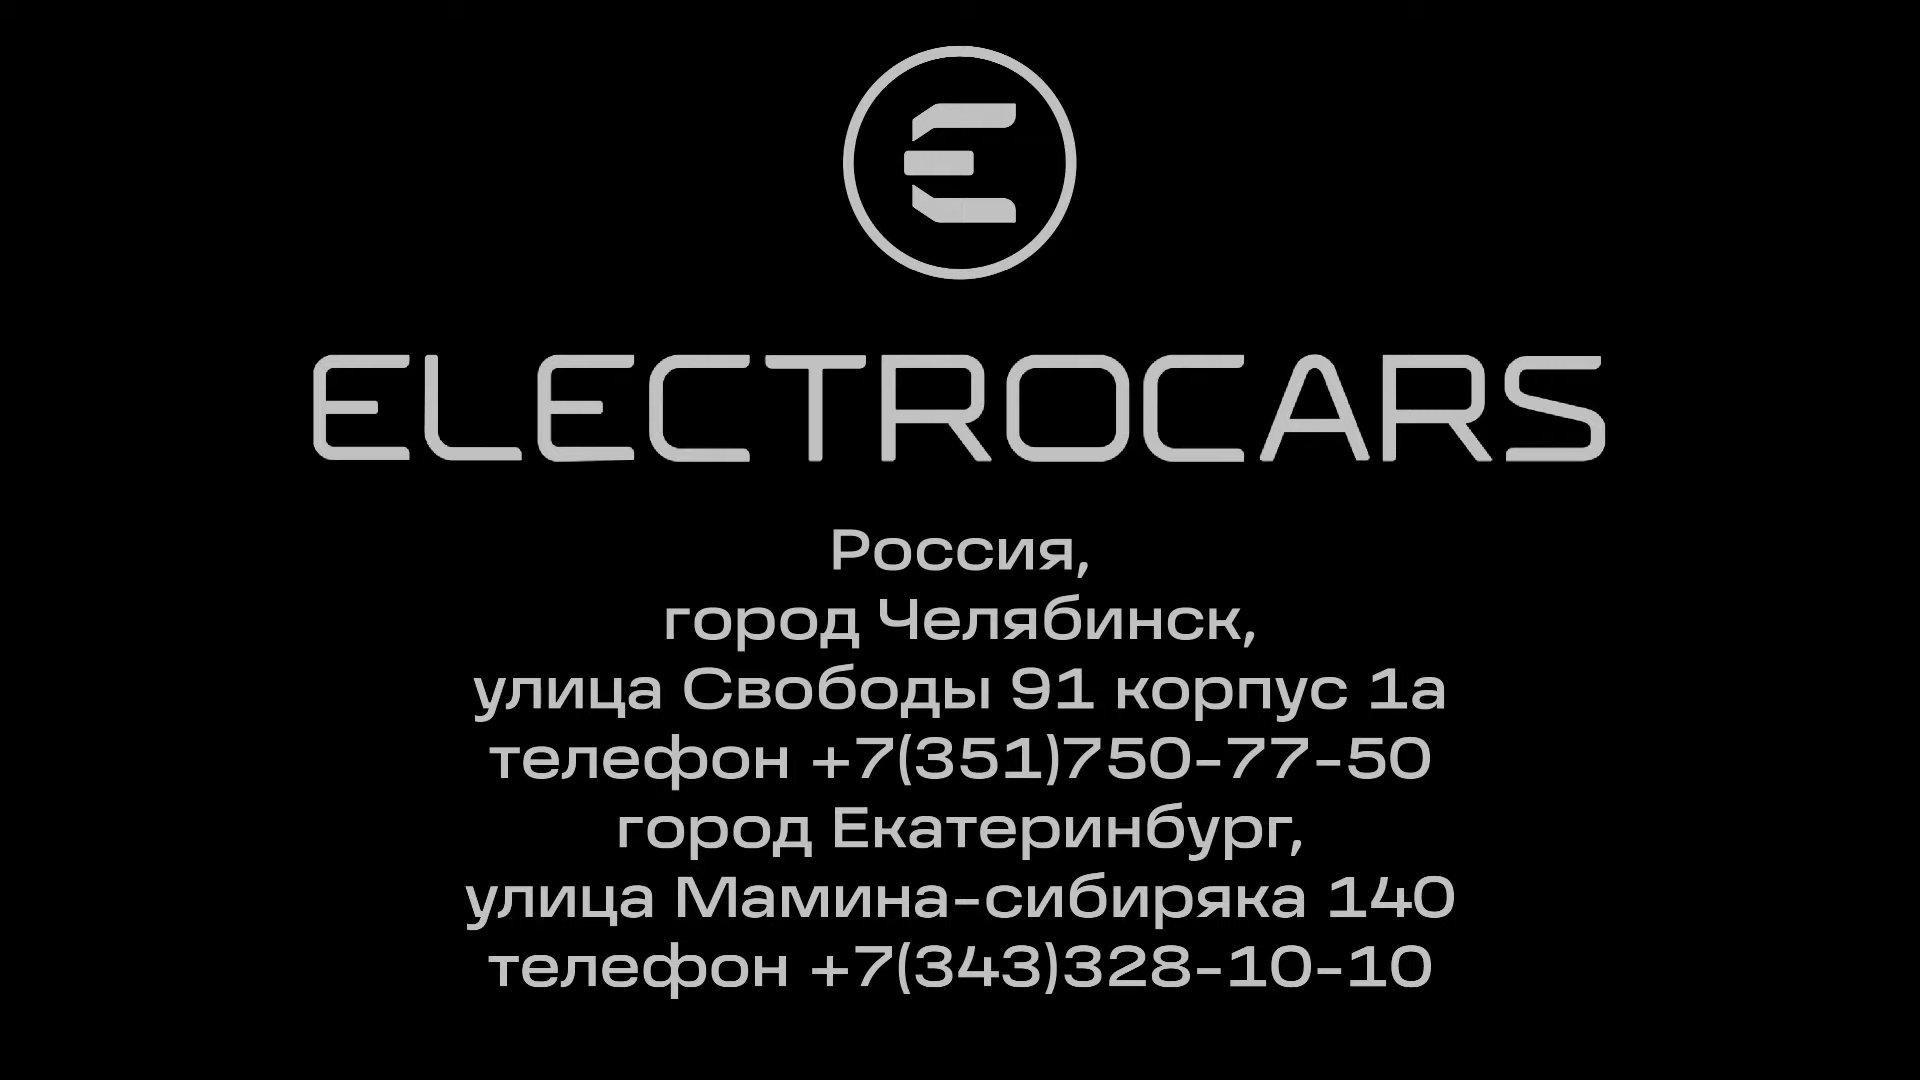 E
ELECTROCARS
Россия,
город Челябинск,
улица Свободы 91 корпус 1а
телефон +7(351)750-77-50
город Екатеринбург,
улица Мамина-сибиряка 140
телефон +7(343)328-10-10